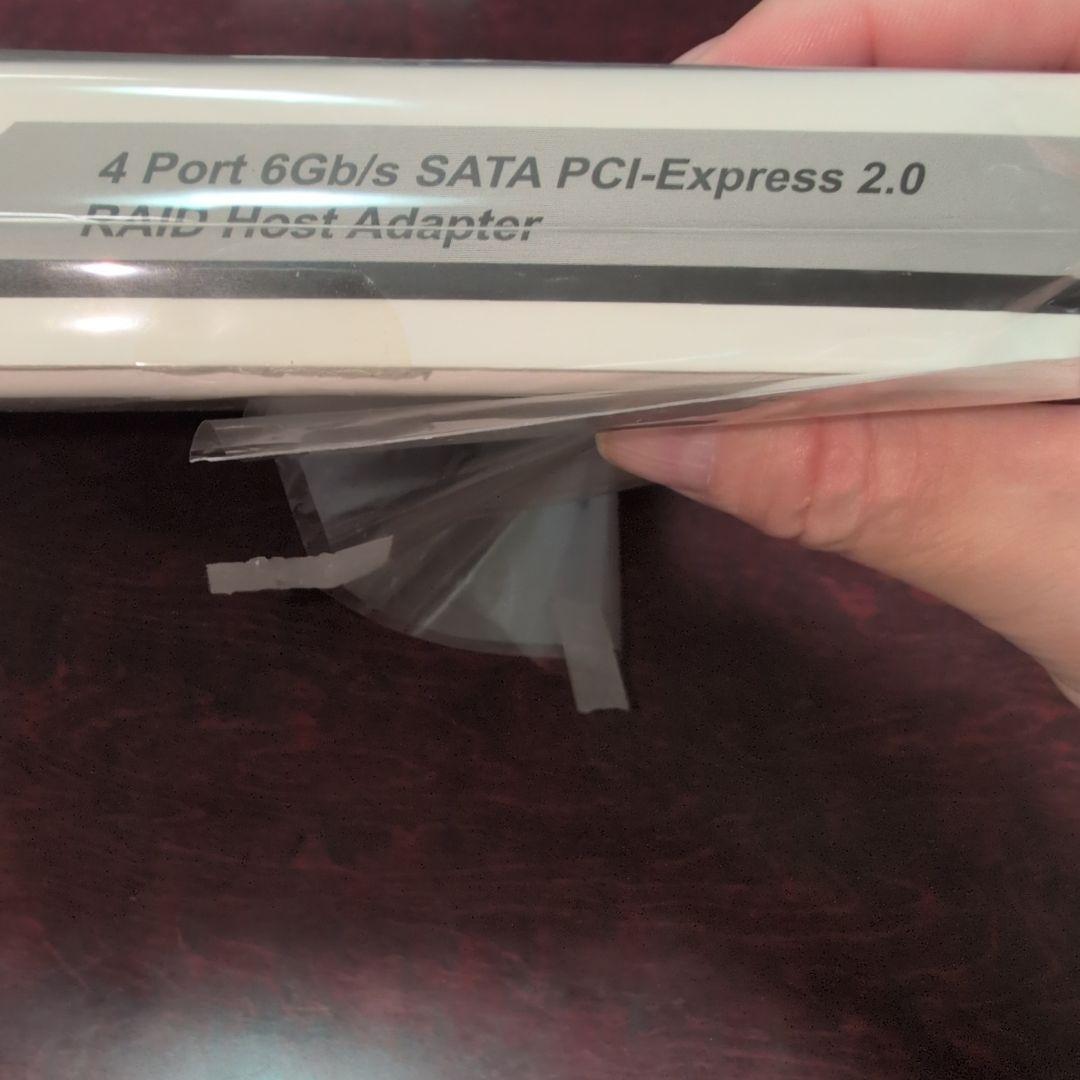 4 Port 6Gb/s SATA PCI-Express 2.0
RAID Host Adapter